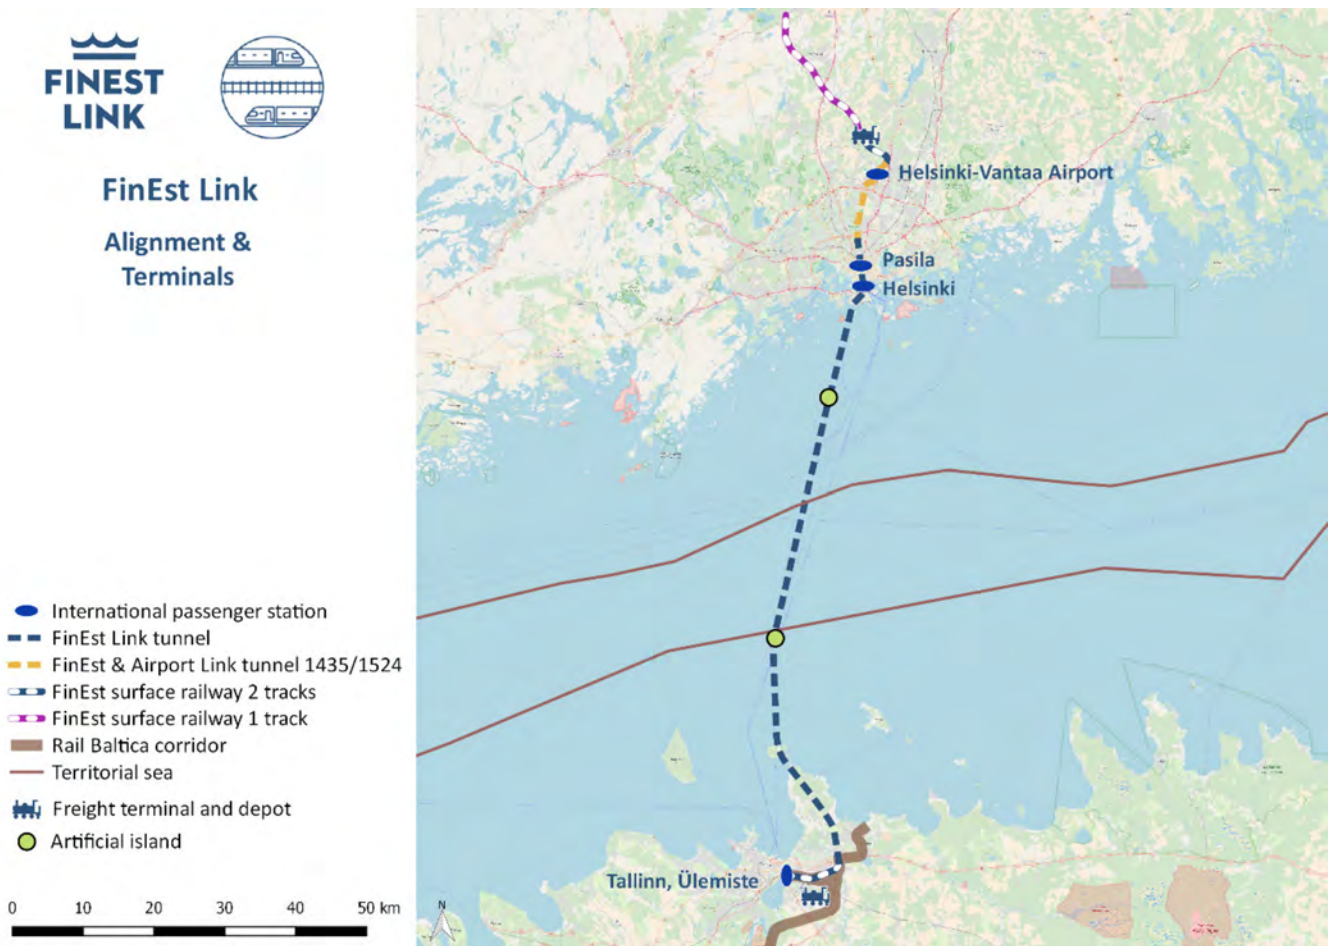 FINEST
LINK
FinEst Link
Alignment &
Terminals
International passenger station
FinEst Link tunnel
FinEst & Airport Link tunnel 1435/1524
FinEst surface railway 2 tracks
FinEst surface railway 1 track
Rail Baltica corridor
Territorial sea
Freight terminal and depot
Artificial island
0 10 20 30 40 50 km
Helsinki-Vantaa Airport
Pasila
Helsinki
Tallinn, Ülemiste
N